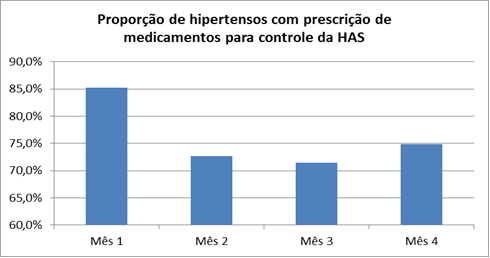 Proporção de hipertensos com prescrição de
medicamentos para controle da HAS
90,0%
85,0%
80,0%
75,0%
70,0%
65,0%
60,0%
Mês 1 Mês 2 Mês 3 Mês 4